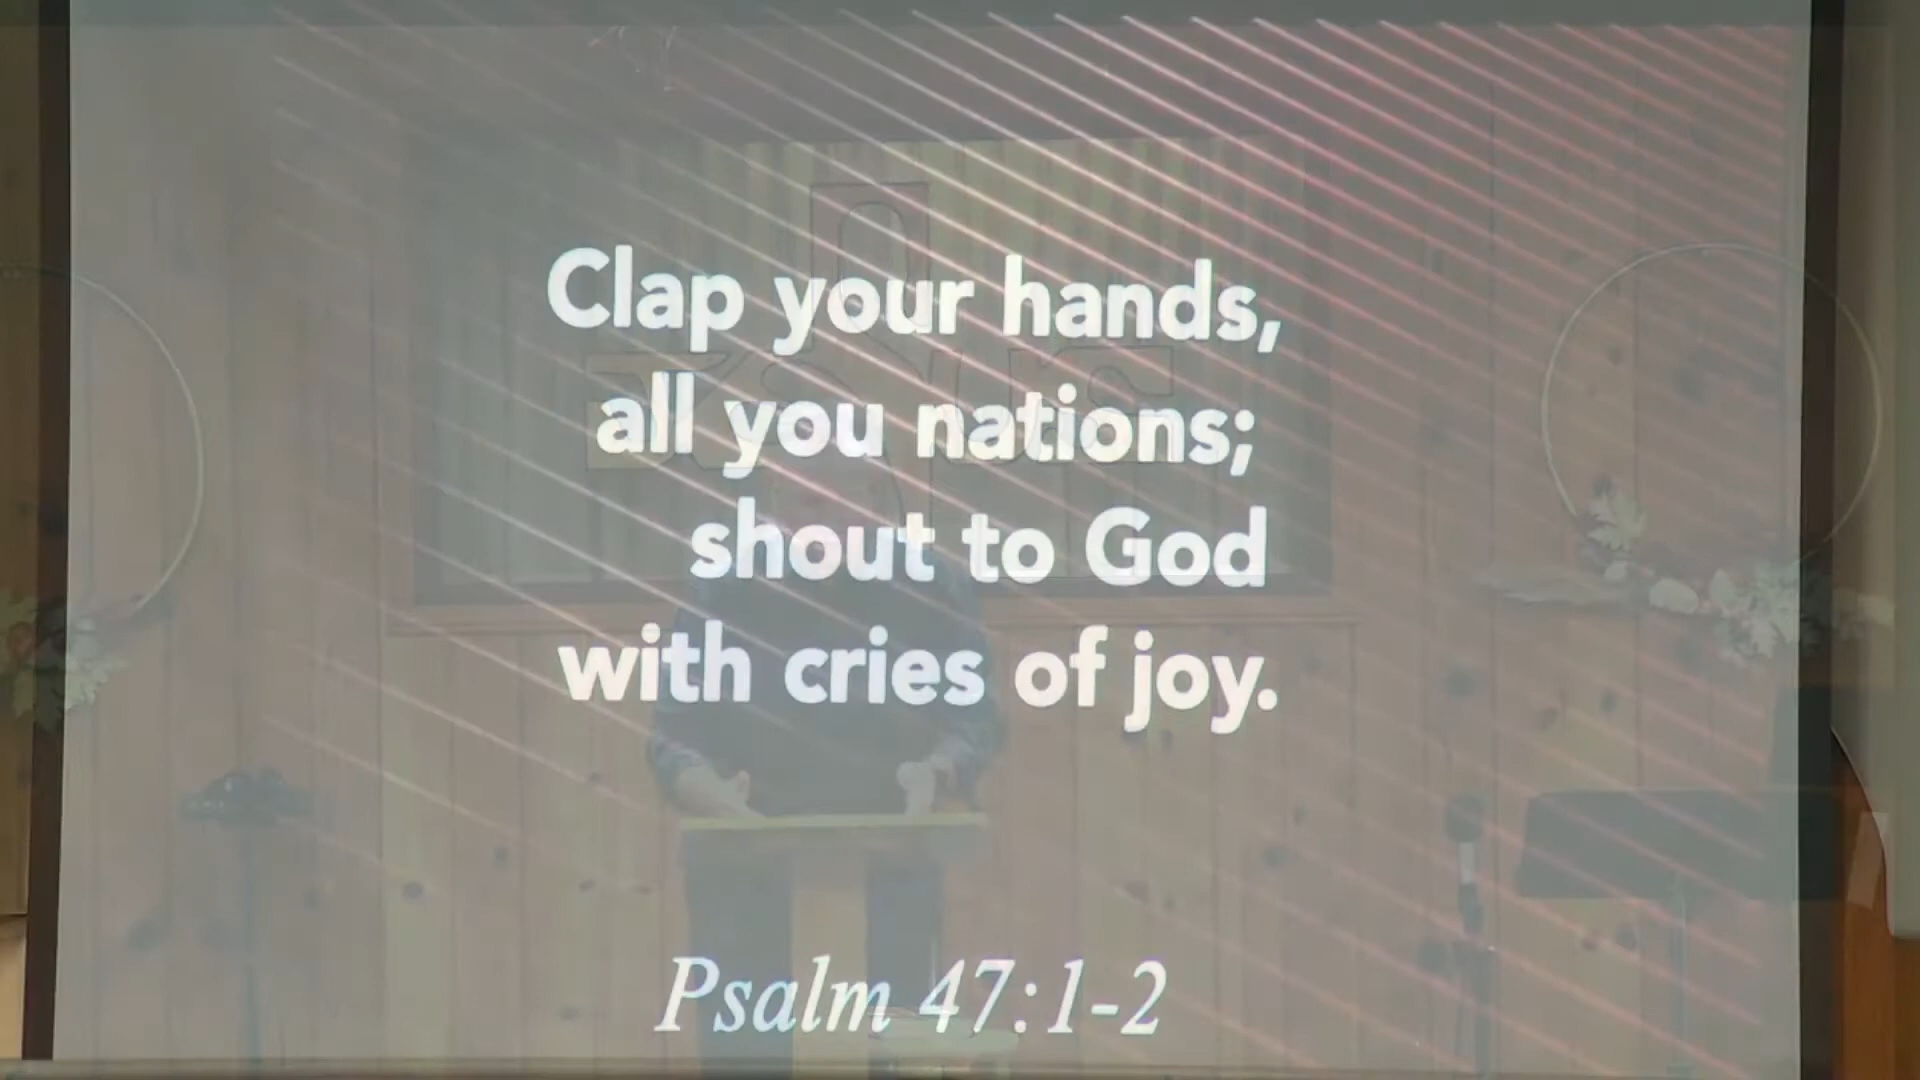 Clap your hands,
all you nations;
shout to God
with cries of joy.
Psalm 47:1-2